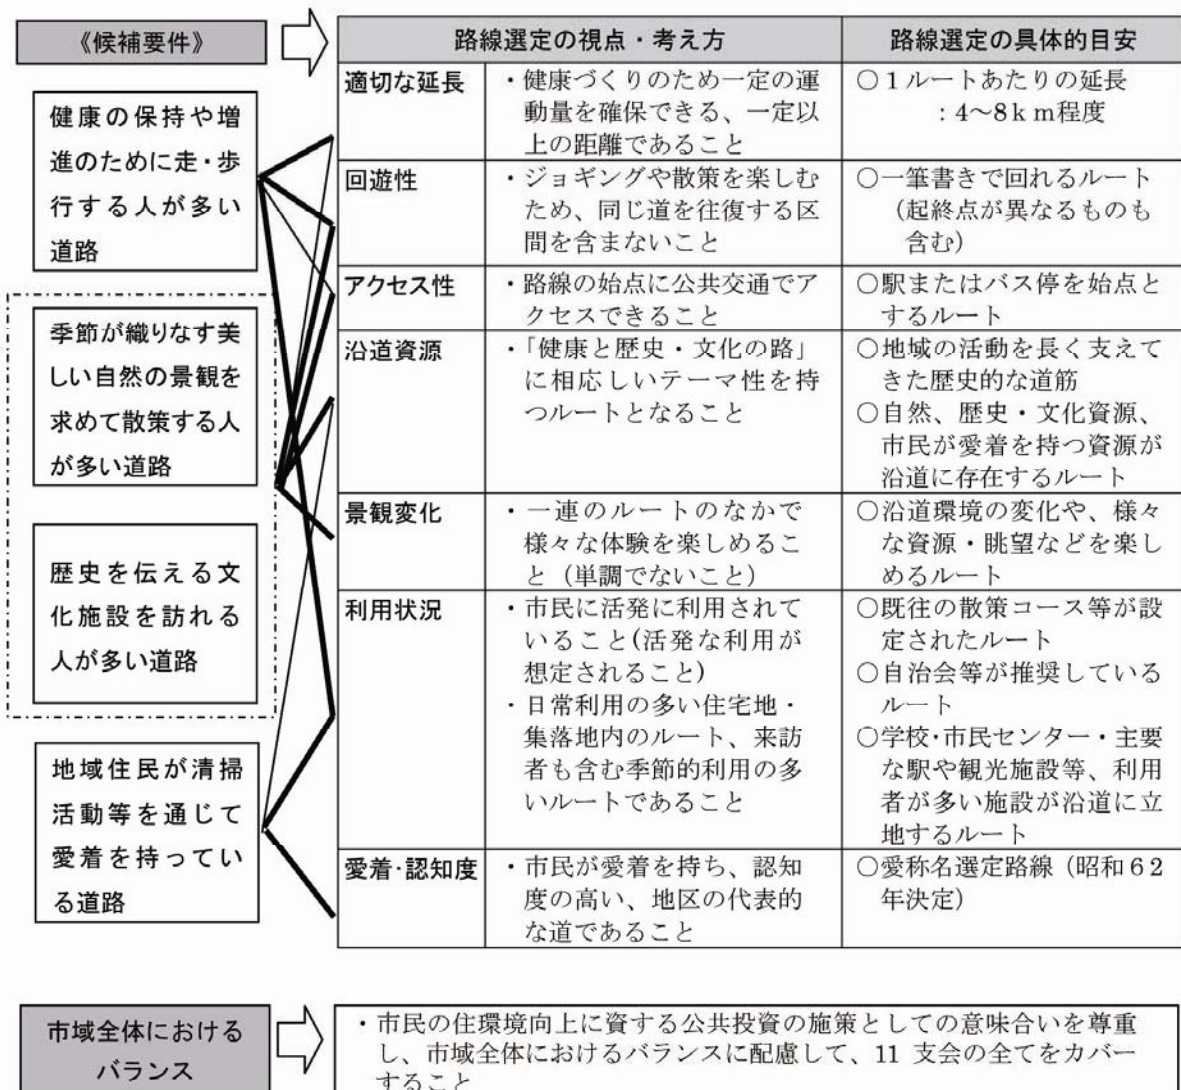 《候補要件》
健康の保持や増
進のために走・歩
行する人が多い
道路
季節が織りなす美
しい自然の景観を
求めて散策する人
が多い道路
歴史を伝える文
化施設を訪れる
人が多い道路
地域住民が清掃
活動等を通じて
愛着を持ってい
る道路
路線選定の視点・考え方
路線選定の具体的目安
適切な延長
・健康づくりのため一定の運
動量を確保できる、一定以
上の距離であること
○１ルートあたりの延長
：4～8ｋｍ程度
回遊性
・ジョギングや散策を楽しむ
ため、同じ道を往復する区
間を含まないこと
○一筆書きで回れるルート
（起終点が異なるものも
含む）
アクセス性
・路線の始点に公共交通でア
クセスできること
○駅またはバス停を始点と
するルート
沿道資源
・「健康と歴史・文化の路」
に相応しいテーマ性を持
つルートとなること
○地域の活動を長く支えて
きた歴史的な道筋
○自然、歴史・文化資源、
市民が愛着を持つ資源が
沿道に存在するルート
景観変化
・一連のルートのなかで
様々な体験を楽しめるこ
と（単調でないこと）
○沿道環境の変化や、様々
な資源・眺望などを楽し
めるルート
利用状況
・市民に活発に利用されて
いること(活発な利用が
想定されること)
・日常利用の多い住宅地・
集落地内のルート、来訪
者も含む季節的利用の多
いルートであること
○既往の散策コース等が設
定されたルート
○自治会等が推奨している
ルート
○学校・市民センター・主要
な駅や観光施設等、利用
者が多い施設が沿道に立
地するルート
愛着・認知度
・市民が愛着を持ち、認知
度の高い、地区の代表的
な道であること
○愛称名選定路線（昭和６２
年決定）
市域全体における
バランス
・市民の住環境向上に資する公共投資の施策としての意味合いを尊重
し、市域全体におけるバランスに配慮して、11 支会の全てをカバー
すること